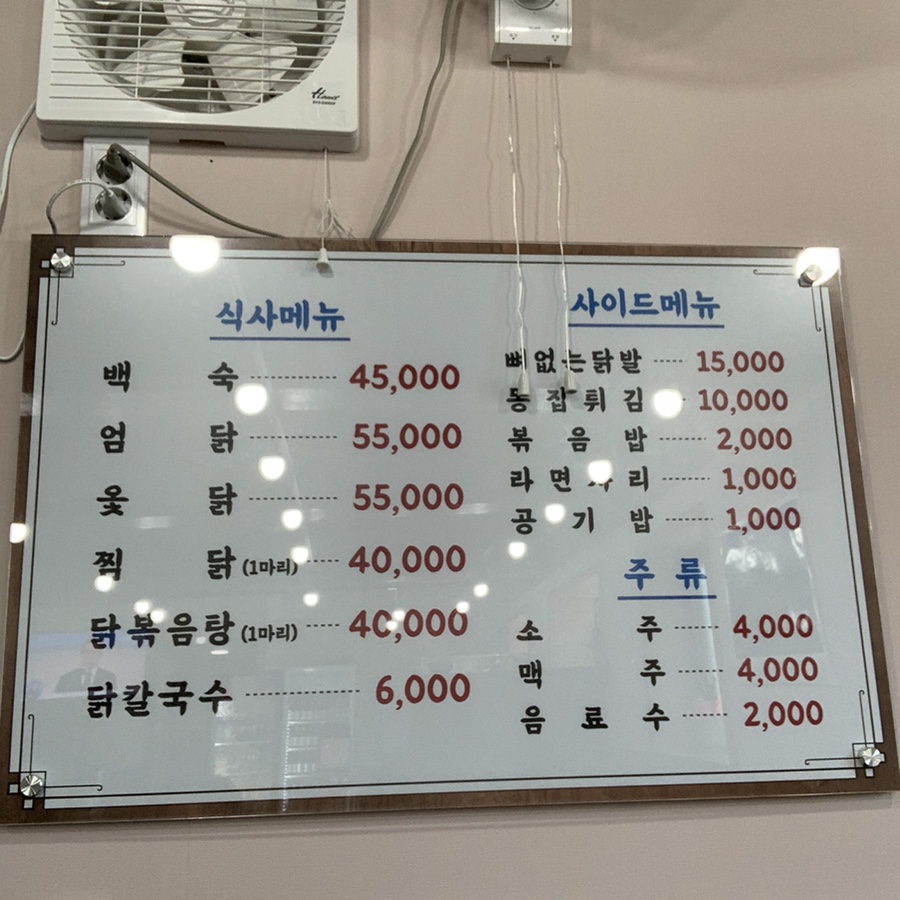 Hanil
식사메뉴
백숙 45,000
엄닭 55,000
옻닭 55,000
찜닭 (1마리) 40,000
닭볶음탕 (1마리) 40,000
닭칼국수 6,000
사이드메뉴
뼈없는닭발 15,000
똥집튀김 10,000
볶음밥 2,000
라면사리 1,000
공기밥 1,000
주류
소주 4,000
맥주 4,000
음료수 2,000